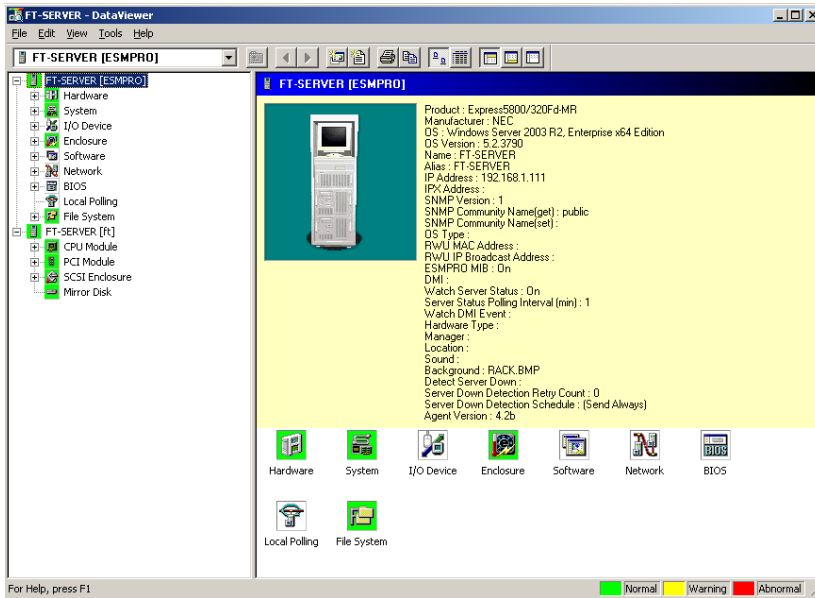 FT-SERVER - DataViewer
File Edit View Tools Help
FT-SERVER [ESMPRO]
FT-SERVER [ESMPRO]
Hardware
System
I/O Device
Enclosure
Software
Network
BIOS
Local Polling
File System
FT-SERVER [ft]
CPU Module
PCI Module
SCSI Enclosure
Mirror Disk
FT-SERVER [ESMPRO]
Product : Express5800/320Fd-MR
Manufacturer : NEC
OS : Windows Server 2003 R2, Enterprise x64 Edition
OS Version : 5.2.3790
Name : FT-SERVER
Alias : FT-SERVER
IP Address : 192.168.1.111
IPX Address :
SNMP Version : 1
SNMP Community Name(get) : public
SNMP Community Name(set) :
OS Type :
RWU MAC Address :
RWU IP Broadcast Address :
ESMPRO MIB : On
DMI :
Watch Server Status : On
Server Status Polling Interval (min) : 1
Watch DMI Event :
Hardware Type :
Manager :
Location :
Sound :
Background : RACK.BMP
Detect Server Down :
Server Down Detection Retry Count : 0
Server Down Detection Schedule : (Send Always)
Agent Version : 4.2b
Hardware System I/O Device Enclosure Software Network BIOS
Local Polling File System
For Help, press F1
Normal Warning Abnormal